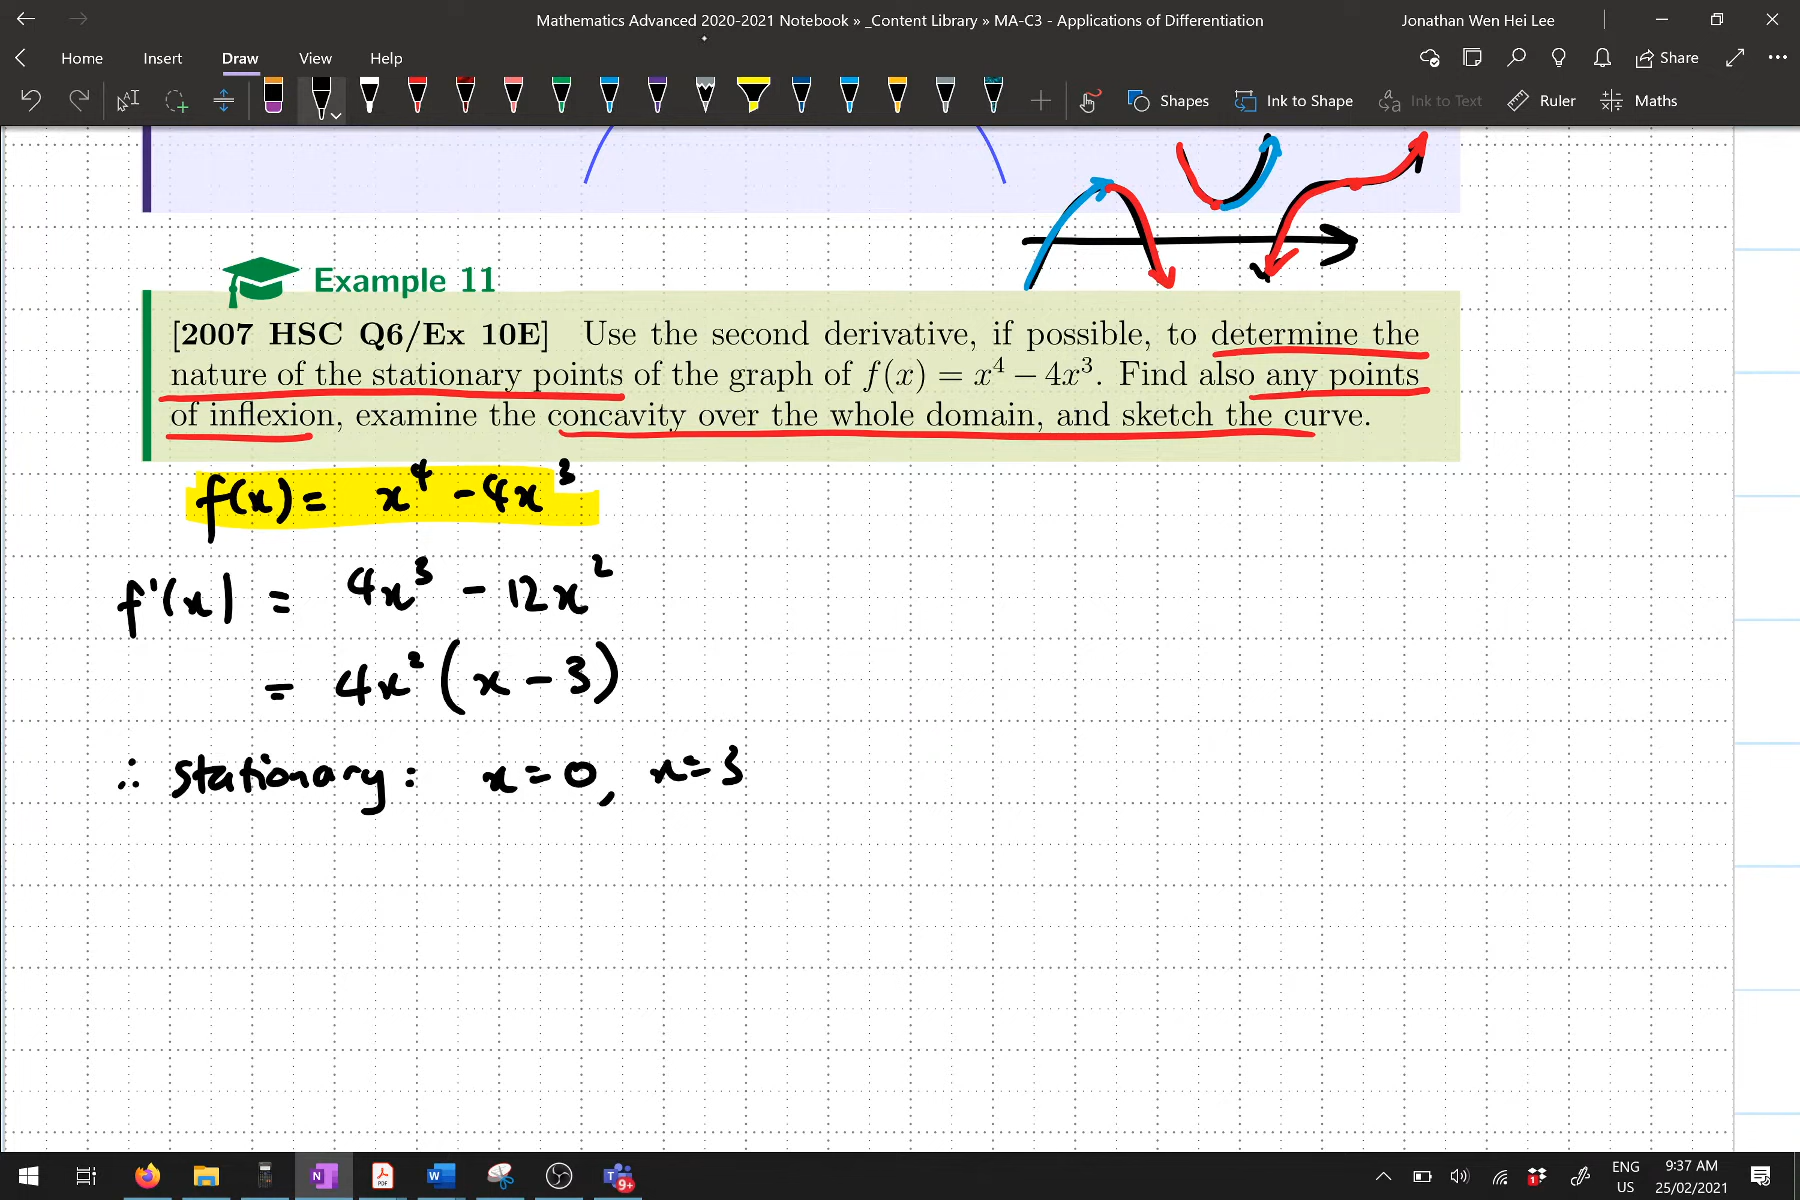 Mathematics Advanced 2020-2021 Notebook » _Content Library » MA-C3 - Applications of Differentiation
Jonathan Wen Hei Lee
Home Insert Draw View Help
Share
Shapes
Ink to Shape
Ink to Text
Ruler
Maths
Example 11
[2007 HSC Q6/Ex 10E] Use the second derivative, if possible, to determine the
nature of the stationary points of the graph of f(x) = x⁴ − 4x³. Find also any points
of inflexion, examine the concavity over the whole domain, and sketch the curve.
f(x) = x⁴ − 4x³
f'(x) = 4x³ − 12x²
= 4x² (x − 3)
∴ stationary: x = 0, x = 3
ENG
US
9:37 AM
25/02/2021